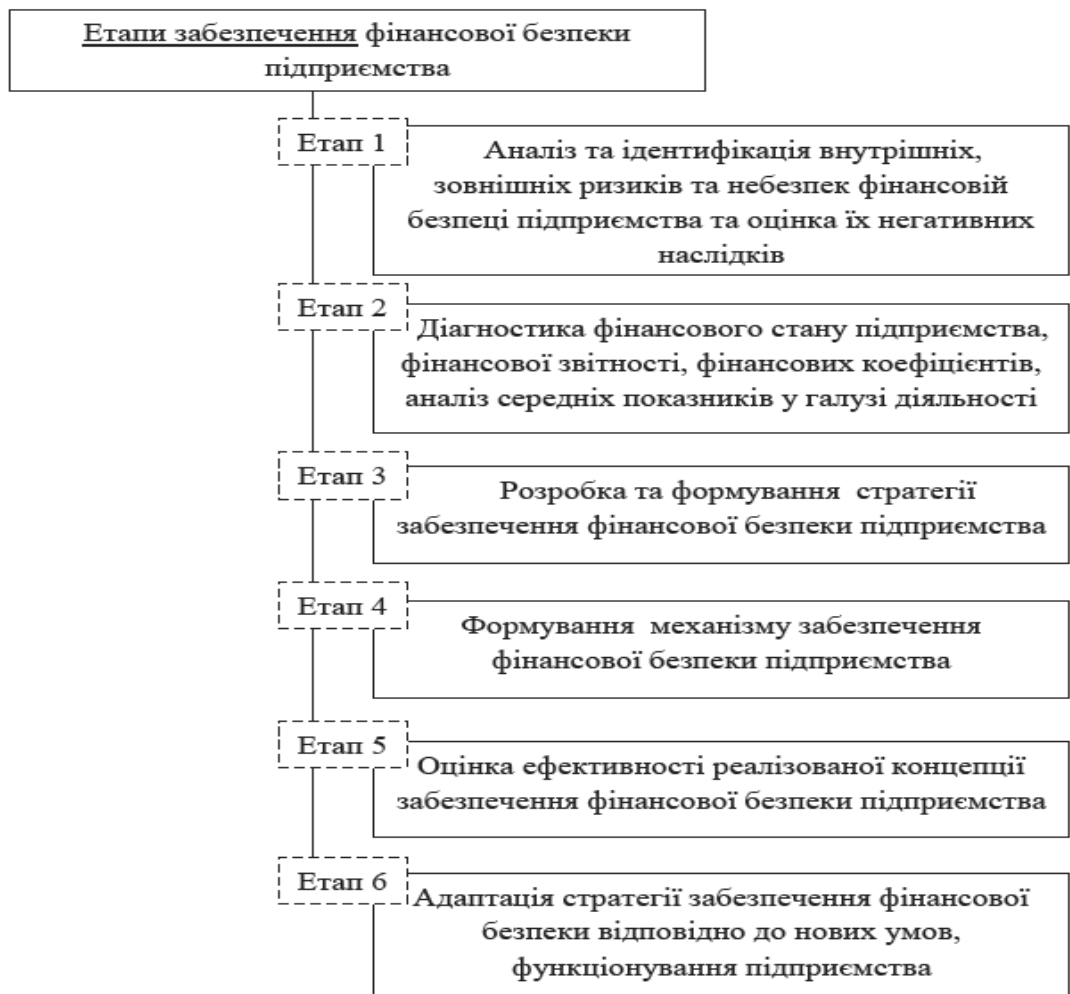 Етапи забезпечення фінансової безпеки
підприємства
Етап 1
Аналіз та ідентифікація внутрішніх,
зовнішніх ризиків та небезпек фінансовій
безпеці підприємства та оцінка їх негативних
наслідків
Етап 2
Діагностика фінансового стану підприємства,
фінансової звітності, фінансових коефіцієнтів,
аналіз середніх показників у галузі діяльності
Етап 3
Розробка та формування стратегії
забезпечення фінансової безпеки підприємства
Етап 4
Формування механізму забезпечення
фінансової безпеки підприємства
Етап 5
Оцінка ефективності реалізованої концепції
забезпечення фінансової безпеки підприємства
Етап 6
Адаптація стратегії забезпечення фінансової
безпеки відповідно до нових умов,
функціонування підприємства